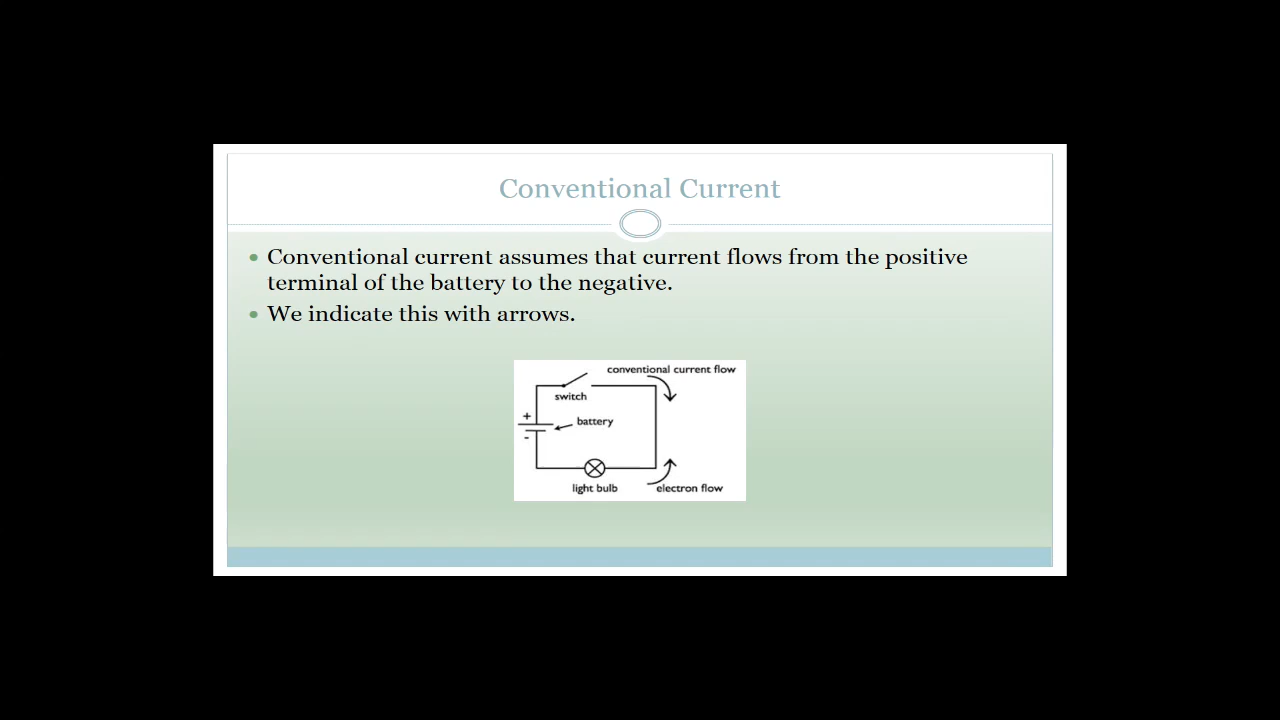 Conventional Current
• Conventional current assumes that current flows from the positive
terminal of the battery to the negative.
• We indicate this with arrows.
conventional current flow
switch
+
battery
-
light bulb
electron flow